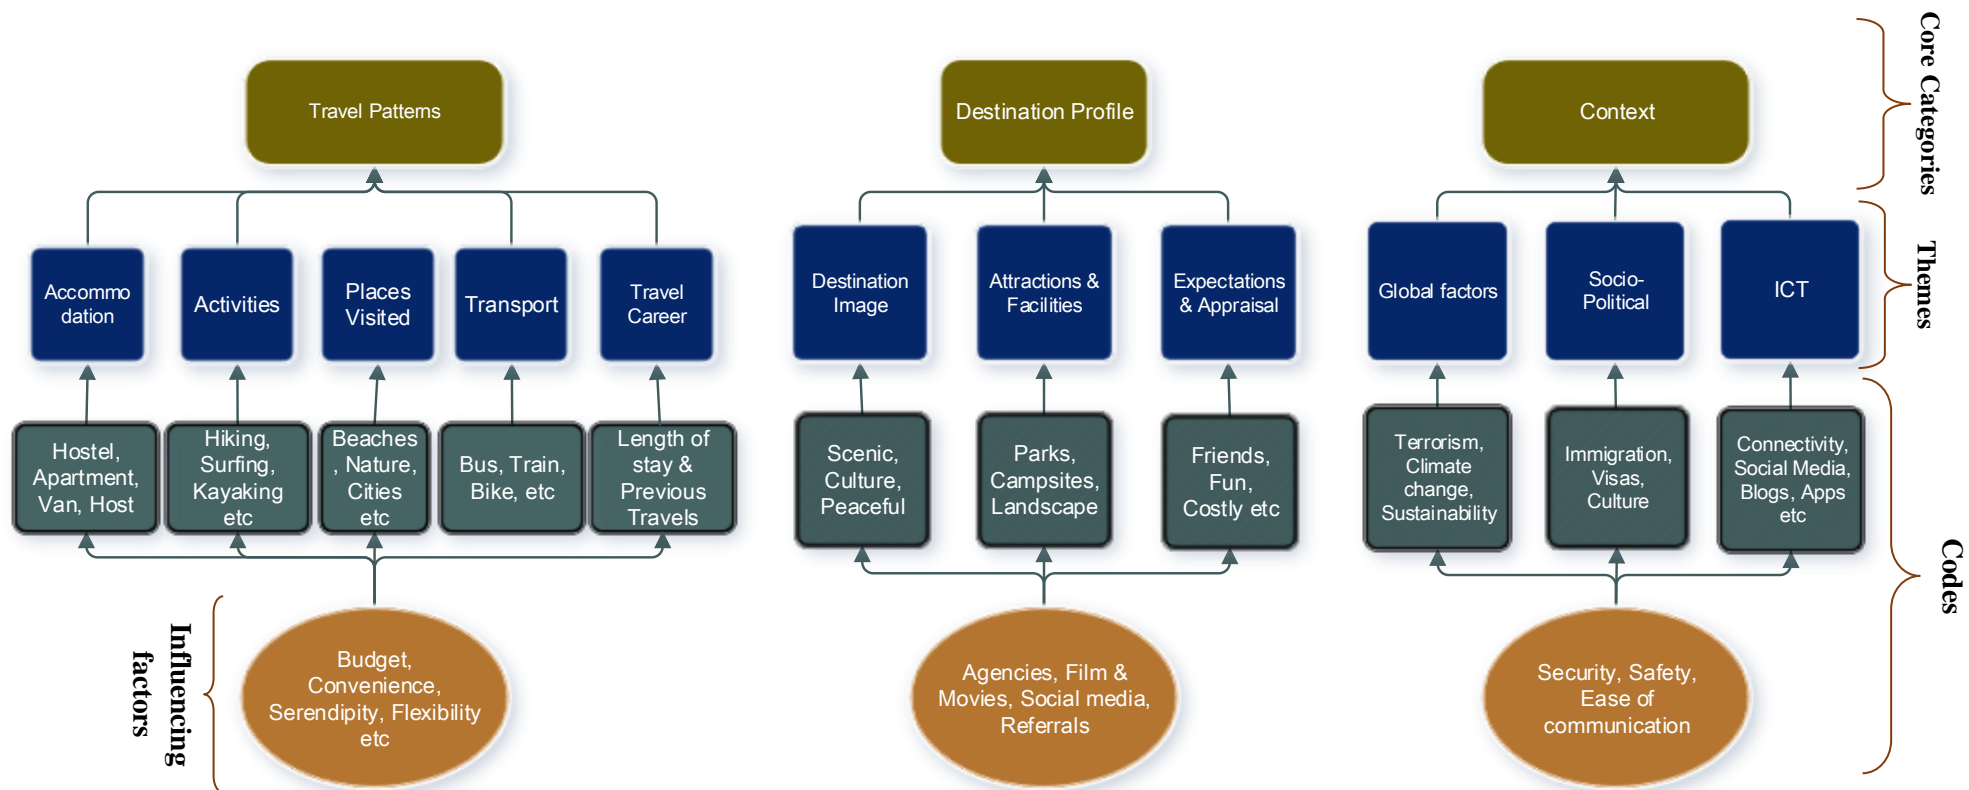 Travel Patterns
Destination Profile
Context
Core Categories
Accommo
dation
Activities
Places
Visited
Transport
Travel
Career
Destination
Image
Attractions &
Facilities
Expectations
& Appraisal
Global factors
Socio-
Political
ICT
Themes
Hostel,
Apartment,
Van, Host
Hiking,
Surfing,
Kayaking
etc
Beaches
, Nature,
Cities
etc
Bus, Train,
Bike, etc
Length of
stay &
Previous
Travels
Scenic,
Culture,
Peaceful
Parks,
Campsites,
Landscape
Friends,
Fun,
Costly etc
Terrorism,
Climate
change,
Sustainability
Immigration,
Visas,
Culture
Connectivity,
Social Media,
Blogs, Apps
etc
Codes
Influencing
factors
Budget,
Convenience,
Serendipity, Flexibility
etc
Agencies, Film &
Movies, Social media,
Referrals
Security, Safety,
Ease of
communication